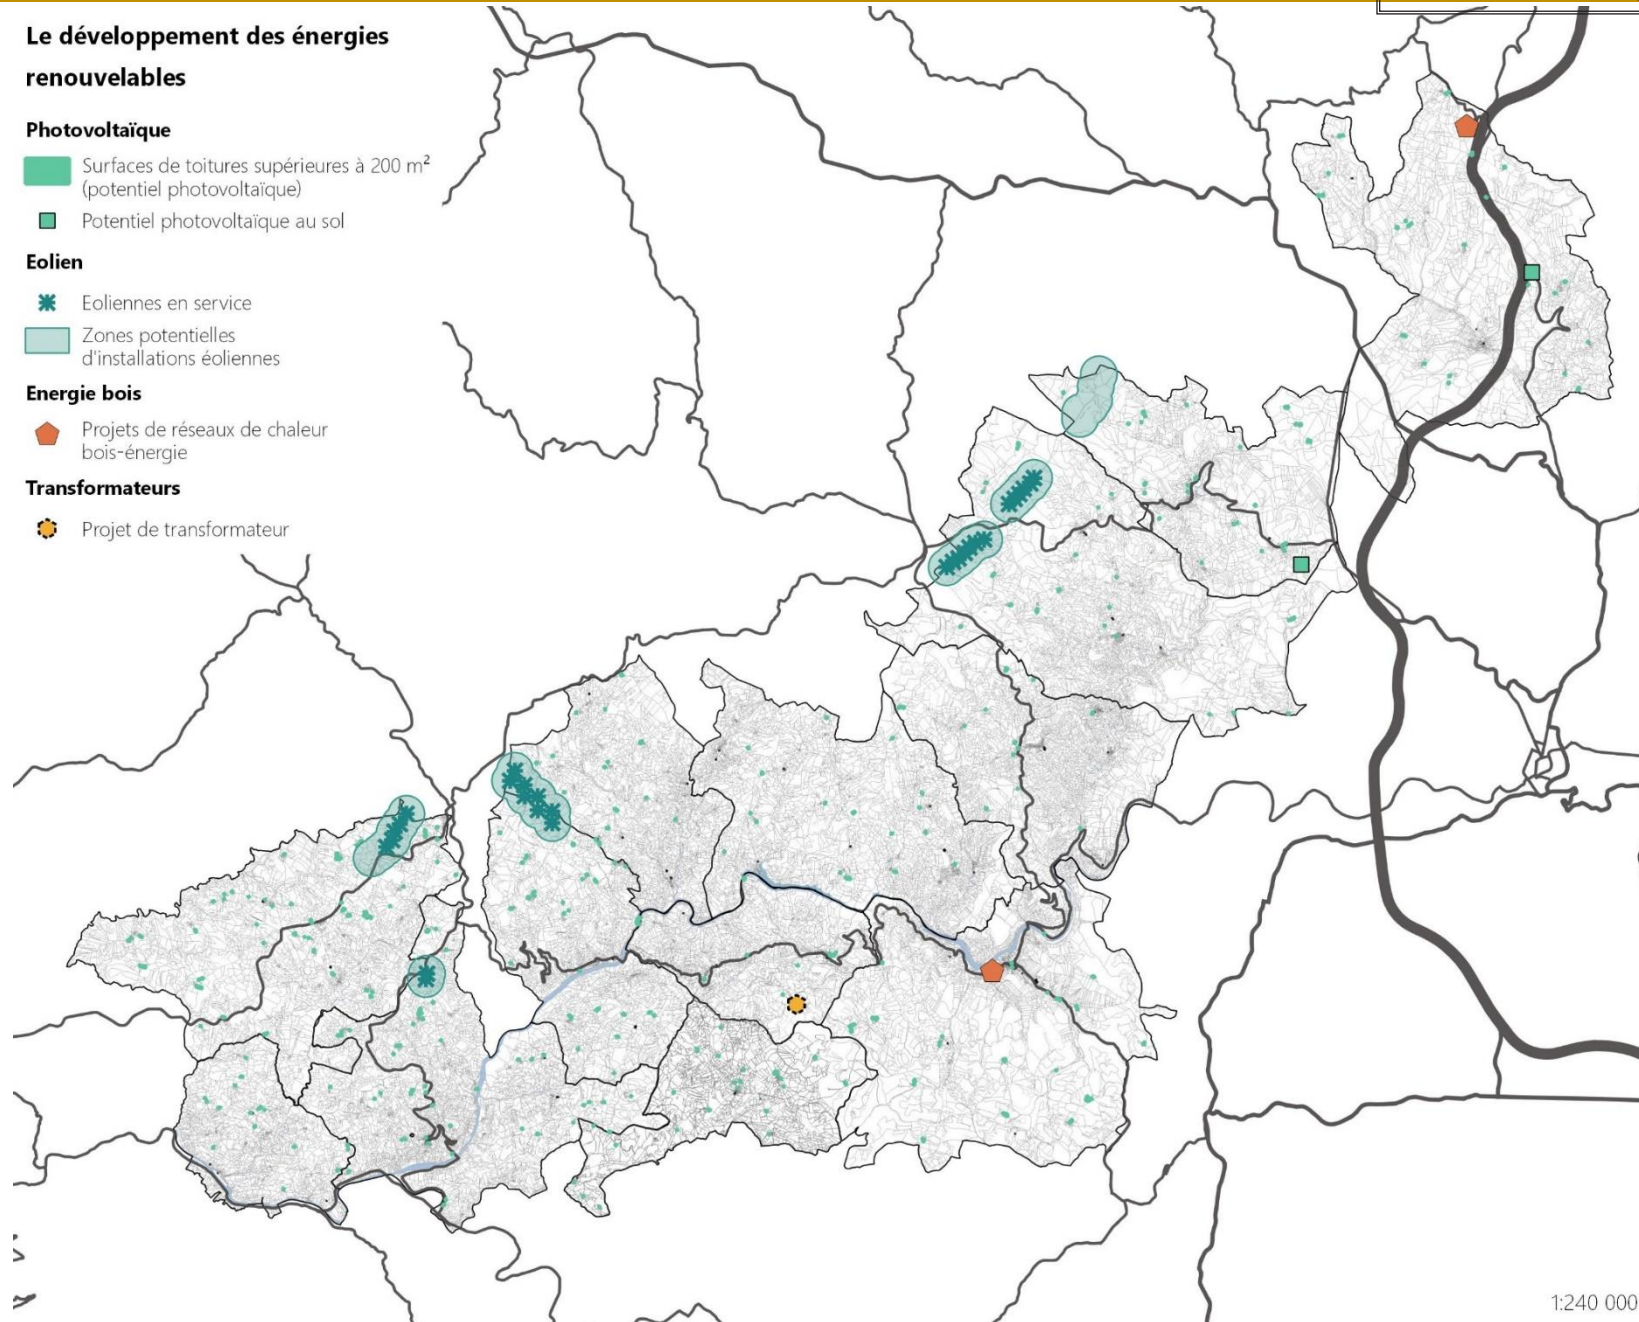 Le développement des énergies
renouvelables
Photovoltaïque
Surfaces de toitures supérieures à 200 m²
(potentiel photovoltaïque)
Potentiel photovoltaïque au sol
Eolien
Eoliennes en service
Zones potentielles
d'installations éoliennes
Energie bois
Projets de réseaux de chaleur
bois-énergie
Transformateurs
Projet de transformateur
1:240 000